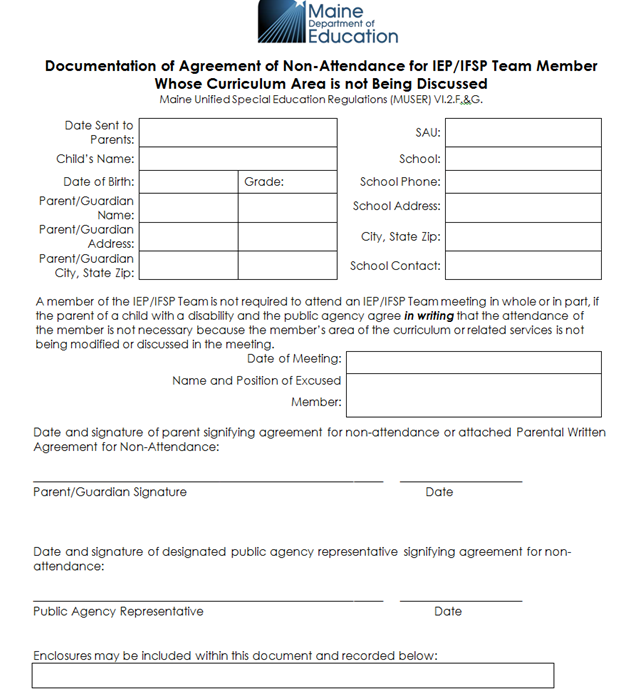 Maine
Department of
Education
Documentation of Agreement of Non-Attendance for IEP/IFSP Team Member
Whose Curriculum Area is not Being Discussed
Maine Unified Special Education Regulations (MUSER) VI.2.F.&G.
Date Sent to
Parents:
SAU:
Child's Name:
School:
Date of Birth:
Grade:
School Phone:
Parent/Guardian
Name:
School Address:
Parent/Guardian
Address:
City, State Zip:
Parent/Guardian
City, State Zip:
School Contact:
A member of the IEP/IFSP Team is not required to attend an IEP/IFSP Team meeting in whole or in part, if
the parent of a child with a disability and the public agency agree in writing that the attendance of
the member is not necessary because the member's area of the curriculum or related services is not
being modified or discussed in the meeting.
Date of Meeting:
Name and Position of Excused
Member:
Date and signature of parent signifying agreement for non-attendance or attached Parental Written
Agreement for Non-Attendance:
Parent/Guardian Signature Date
Date and signature of designated public agency representative signifying agreement for non-
attendance:
Public Agency Representative Date
Enclosures may be included within this document and recorded below: